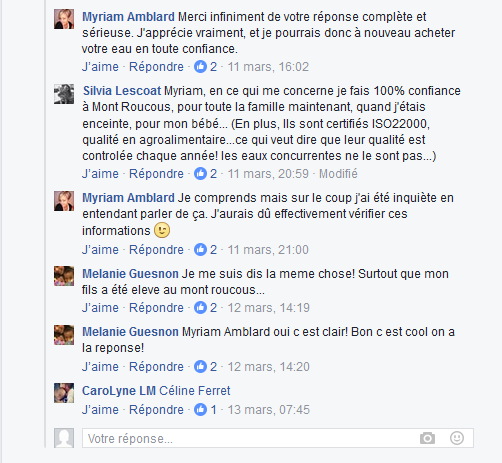 Myriam Amblard Merci infiniment de votre réponse complète et
sérieuse. J'apprécie vraiment, et je pourrais donc à nouveau acheter
votre eau en toute confiance.
J'aime · Répondre · 2 · 11 mars, 16:02
Silvia Lescoat Myriam, en ce qui me concerne je fais 100% confiance
à Mont Roucous, pour toute la famille maintenant, quand j'étais
enceinte, pour mon bébé... (En plus, Ils sont certifiés ISO22000,
qualité en agroalimentaire...ce qui veut dire que leur qualité est
controlée chaque année! les eaux concurrentes ne le sont pas...)
J'aime · Répondre · 2 · 11 mars, 20:59 · Modifié
Myriam Amblard Je comprends mais sur le coup j'ai été inquiète en
entendant parler de ça. J'aurais dû effectivement vérifier ces
informations 😉
J'aime · Répondre · 2 · 11 mars, 21:00
Melanie Guesnon Je me suis dis la meme chose! Surtout que mon
fils a été eleve au mont roucous...
J'aime · Répondre · 2 · 12 mars, 14:19
Melanie Guesnon Myriam Amblard oui c est clair! Bon c est cool on a
la reponse!
J'aime · Répondre · 2 · 12 mars, 14:20
CaroLyne LM Céline Ferret
J'aime · Répondre · 1 · 13 mars, 07:45
Votre réponse...